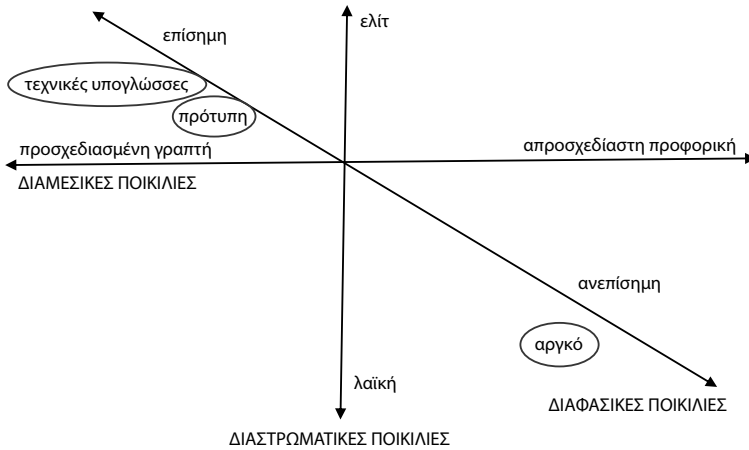 ελίτ
επίσημη
τεχνικές υπογλώσσες
πρότυπη
προσχεδιασμένη γραπτή
απροσχεδίαστη προφορική
ΔΙΑΜΕΣΙΚΕΣ ΠΟΙΚΙΛΙΕΣ
ανεπίσημη
αργκό
λαϊκή
ΔΙΑΦΑΣΙΚΕΣ ΠΟΙΚΙΛΙΕΣ
ΔΙΑΣΤΡΩΜΑΤΙΚΕΣ ΠΟΙΚΙΛΙΕΣ